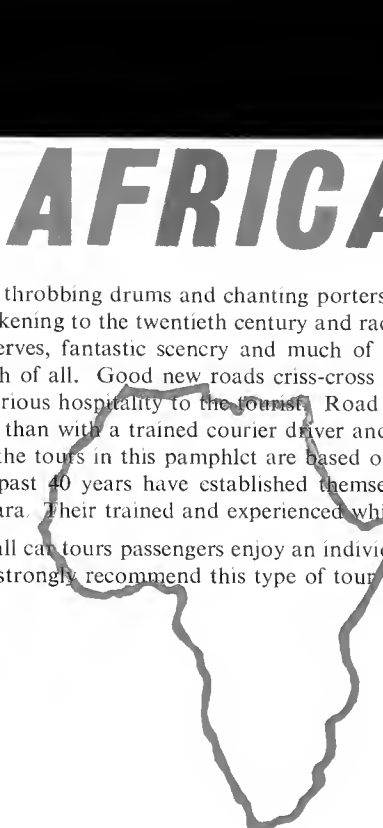 AFRICA
throbbing drums and chanting porters
kening to the twentieth century and rac
erves, fantastic scenery and much of
h of all. Good new roads criss-cross
rious hospitality to the tourist. Road
than with a trained courier driver and
the tours in this pamphlet are based o
past 40 years have established themse
ara. Their trained and experienced whi
all car tours passengers enjoy an indivi
strongly recommend this type of tour